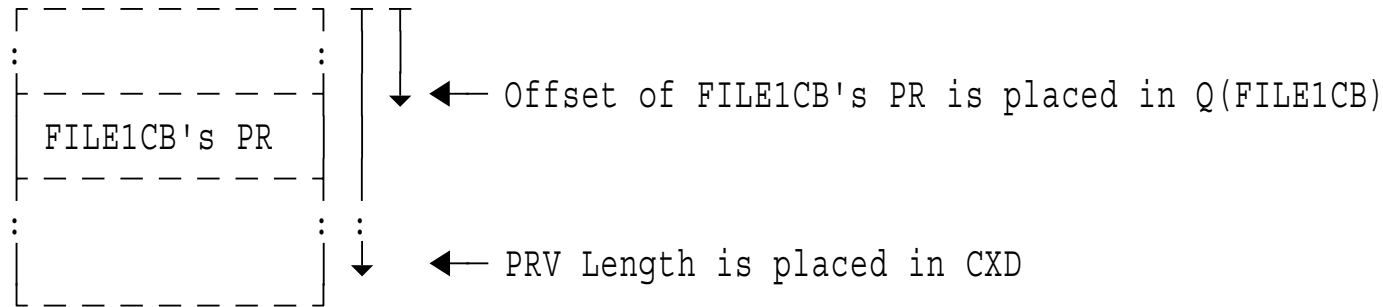 Offset of FILE1CB's PR is placed in Q(FILE1CB)
FILE1CB's PR
PRV Length is placed in CXD